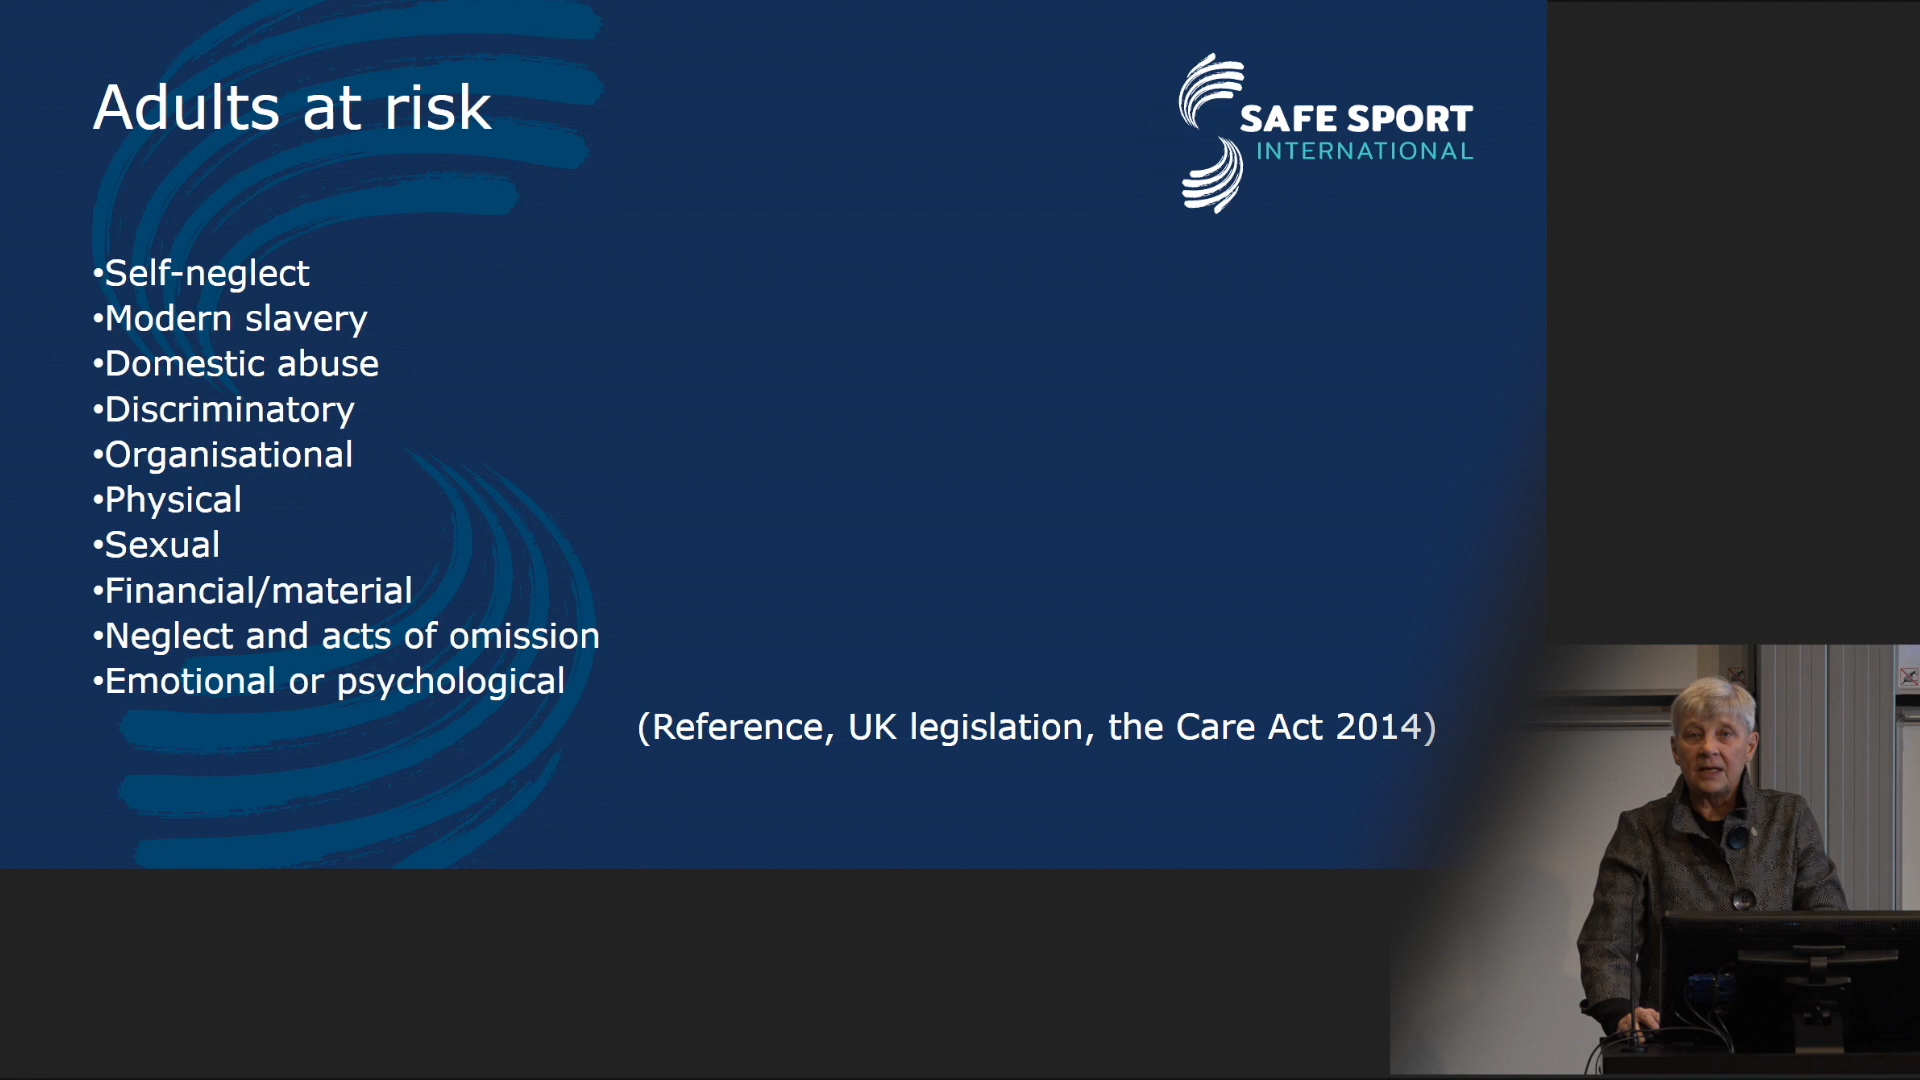 Adults at risk
SAFE SPORT
INTERNATIONAL
•Self-neglect
•Modern slavery
•Domestic abuse
•Discriminatory
•Organisational
•Physical
•Sexual
•Financial/material
•Neglect and acts of omission
•Emotional or psychological
(Reference, UK legislation, the Care Act 2014)